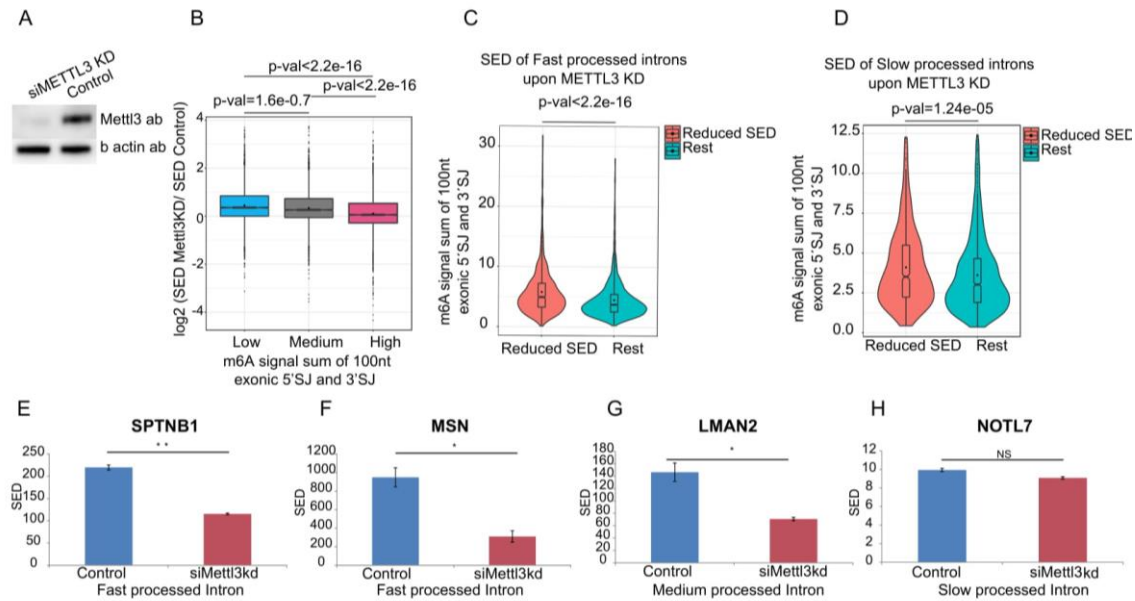 A
siMETTL3 KD
Control
Mettl3 ab
b actin ab
B
p-val<2.2e-16
p-val<2.2e-16
p-val=1.6e-0.7
log2 (SED Mettl3KD/ SED Control)
4
2
0
-2
-4
Low
Medium
High
m6A signal sum of 100nt
exonic 5'SJ and 3'SJ
C
SED of Fast processed introns
upon METTL3 KD
p-val<2.2e-16
Reduced SED
Rest
m6A signal sum of 100nt
exonic 5'SJ and 3'SJ
30
20
10
0
Reduced SED
Rest
D
SED of Slow processed introns
upon METTL3 KD
p-val=1.24e-05
Reduced SED
Rest
m6A signal sum of 100nt
exonic 5'SJ and 3'SJ
12.5
10.0
7.5
5.0
2.5
0.0
Reduced SED
Rest
E
SPTNB1
* *
SED
250
200
150
100
50
0
Control
siMettl3kd
Fast processed Intron
F
MSN
*
SED
1200
1000
800
600
400
200
0
Control
siMettl3kd
Fast processed Intron
G
LMAN2
*
SED
180
160
140
120
100
80
60
40
20
0
Control
siMettl3kd
Medium processed Intron
H
NOTL7
NS
SED
12
10
8
6
4
2
0
Control
siMettl3kd
Slow processed Intron